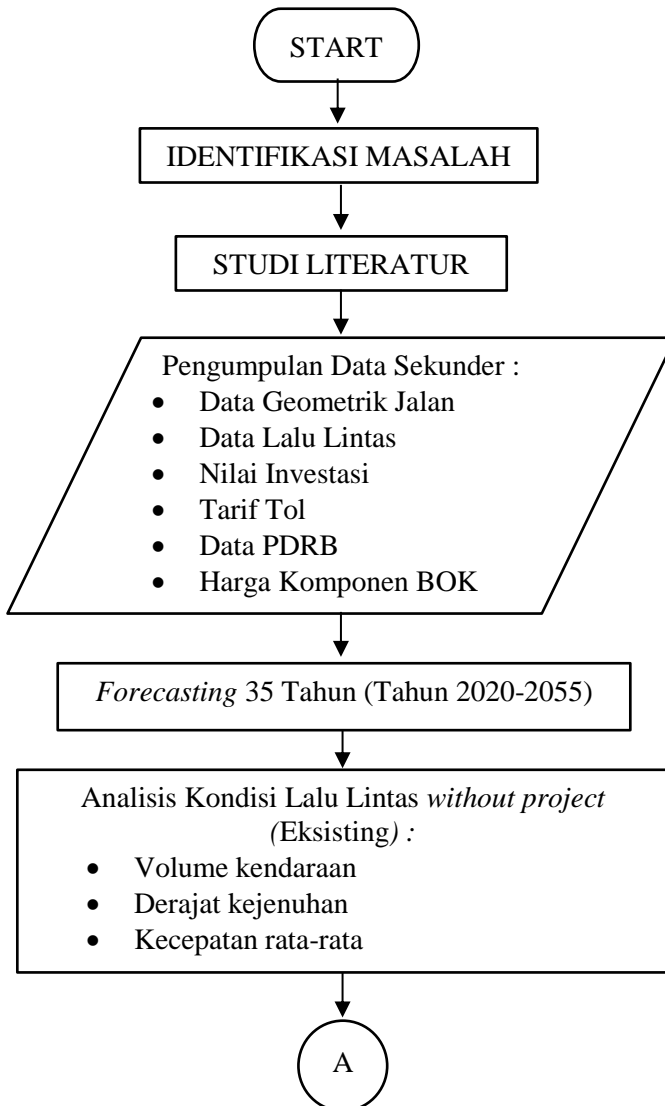 START
IDENTIFIKASI MASALAH
STUDI LITERATUR
Pengumpulan Data Sekunder :
• Data Geometrik Jalan
• Data Lalu Lintas
• Nilai Investasi
• Tarif Tol
• Data PDRB
• Harga Komponen BOK
Forecasting 35 Tahun (Tahun 2020-2055)
Analisis Kondisi Lalu Lintas without project
(Eksisting) :
• Volume kendaraan
• Derajat kejenuhan
• Kecepatan rata-rata
A